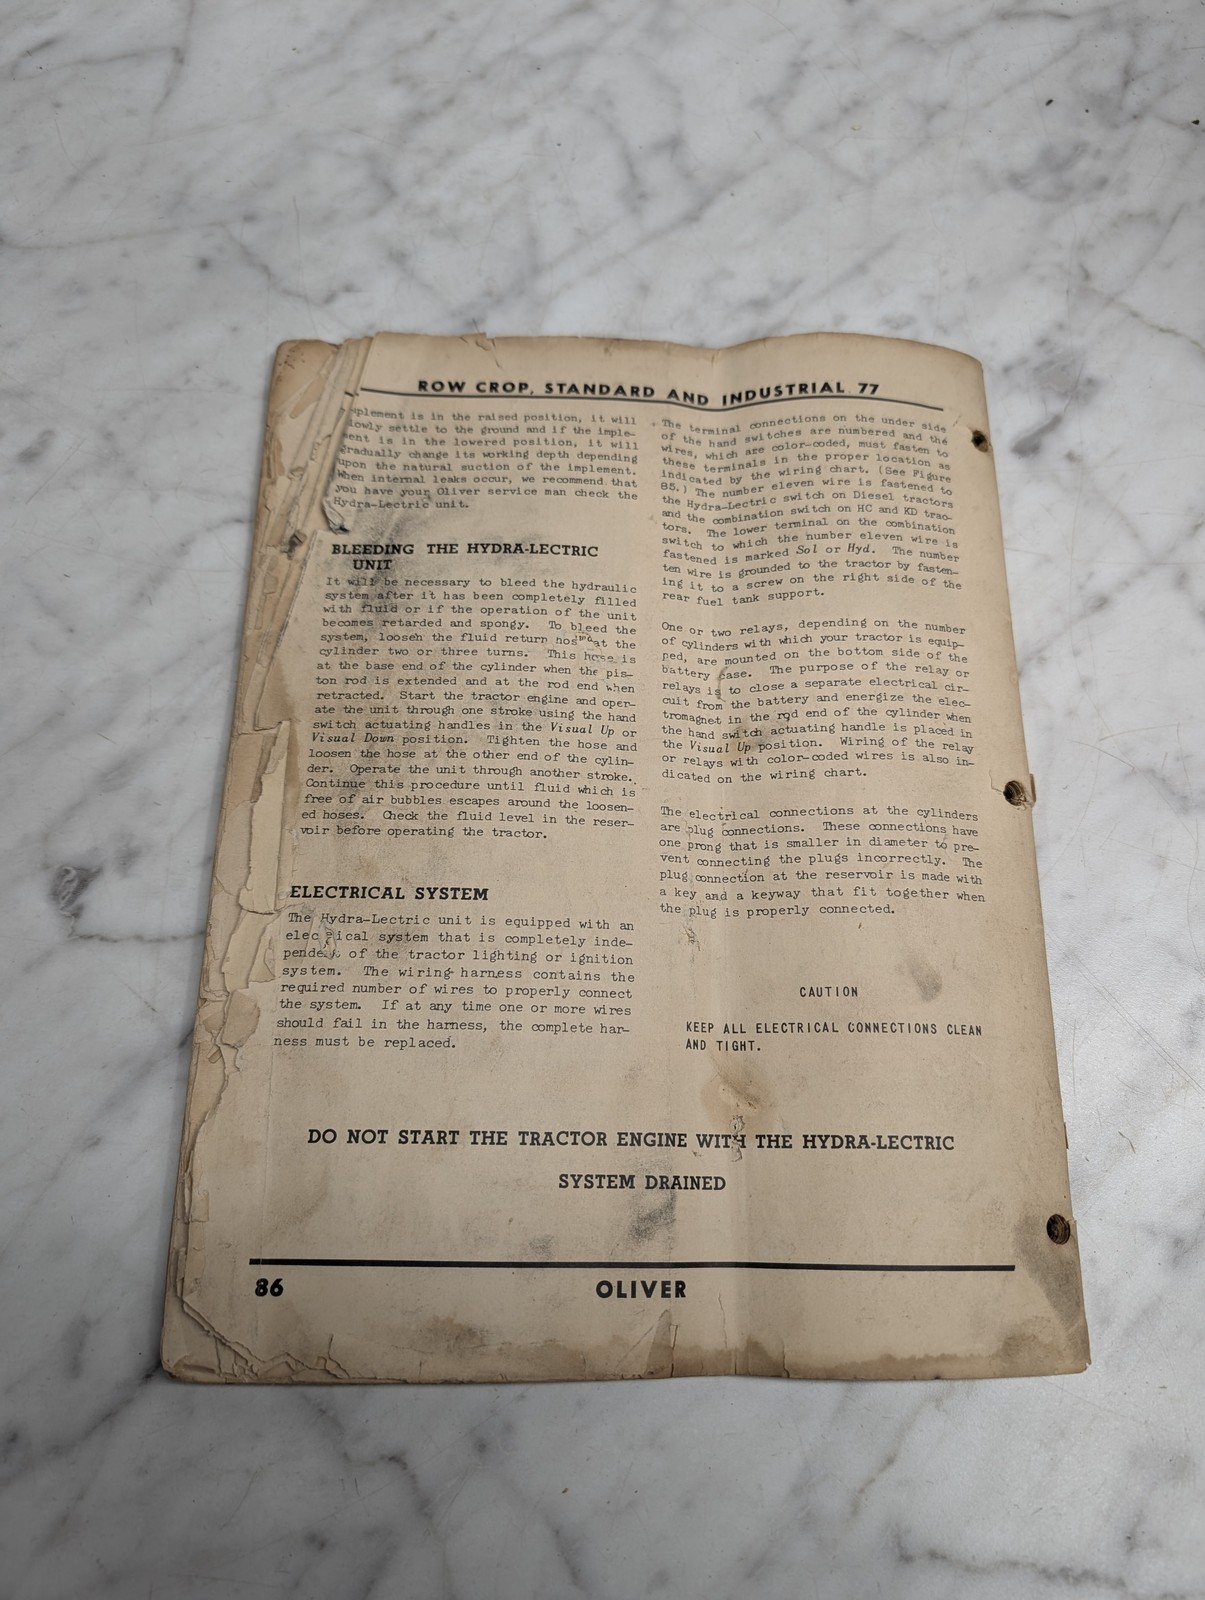 ROW CROP, STANDARD AND INDUSTRIAL 77
plement is in the raised position, it will
lowly settle to the ground and if the imple-
ment is in the lowered position, it will
gradually change its working depth depending
upon the natural suction of the implement.
When internal leaks occur, we recommend that
you have your Oliver service man check the
Hydra-Lectric unit.
BLEEDING THE HYDRA-LECTRIC
UNIT
It will be necessary to bleed the hydraulic
system after it has been completely filled
with fluid or if the operation of the unit
becomes retarded and spongy. To bleed the
system, loosen the fluid return hose at the
cylinder two or three turns. This hose is
at the base end of the cylinder when the pis-
ton rod is extended and at the rod end when
retracted. Start the tractor engine and oper-
ate the unit through one stroke using the hand
switch actuating handles in the Visual Up or
Visual Down position. Tighten the hose and
loosen the hose at the other end of the cylin-
der. Operate the unit through another stroke.
Continue this procedure until fluid which is
free of air bubbles escapes around the loosen-
ed hoses. Check the fluid level in the reser-
voir before operating the tractor.
ELECTRICAL SYSTEM
The Hydra-Lectric unit is equipped with an
electrical system that is completely inde-
pendent of the tractor lighting or ignition
system. The wiring harness contains the
required number of wires to properly connect
the system. If at any time one or more wires
should fail in the harness, the complete har-
ness must be replaced.
The terminal connections on the under side
of the hand switches are numbered and the
wires, which are color-coded, must fasten to
these terminals in the proper location as
indicated by the wiring chart. (See Figure
85.) The number eleven wire is fastened to
the Hydra-Lectric switch on Diesel tractors
and the combination switch on HC and KD trac-
tors. The lower terminal on the combination
switch to which the number eleven wire is
fastened is marked Sol or Hyd. The number
ten wire is grounded to the tractor by fasten-
ing it to a screw on the right side of the
rear fuel tank support.
One or two relays, depending on the number
of cylinders with which your tractor is equip-
ped, are mounted on the bottom side of the
battery case. The purpose of the relay or
relays is to close a separate electrical cir-
cuit from the battery and energize the elec-
tromagnet in the rod end of the cylinder when
the hand switch actuating handle is placed in
the Visual Up position. Wiring of the relay
or relays with color-coded wires is also in-
dicated on the wiring chart.
The electrical connections at the cylinders
are plug connections. These connections have
one prong that is smaller in diameter to pre-
vent connecting the plugs incorrectly. The
plug connection at the reservoir is made with
a key and a keyway that fit together when
the plug is properly connected.
CAUTION
KEEP ALL ELECTRICAL CONNECTIONS CLEAN
AND TIGHT.
DO NOT START THE TRACTOR ENGINE WITH THE HYDRA-LECTRIC
SYSTEM DRAINED
86
OLIVER